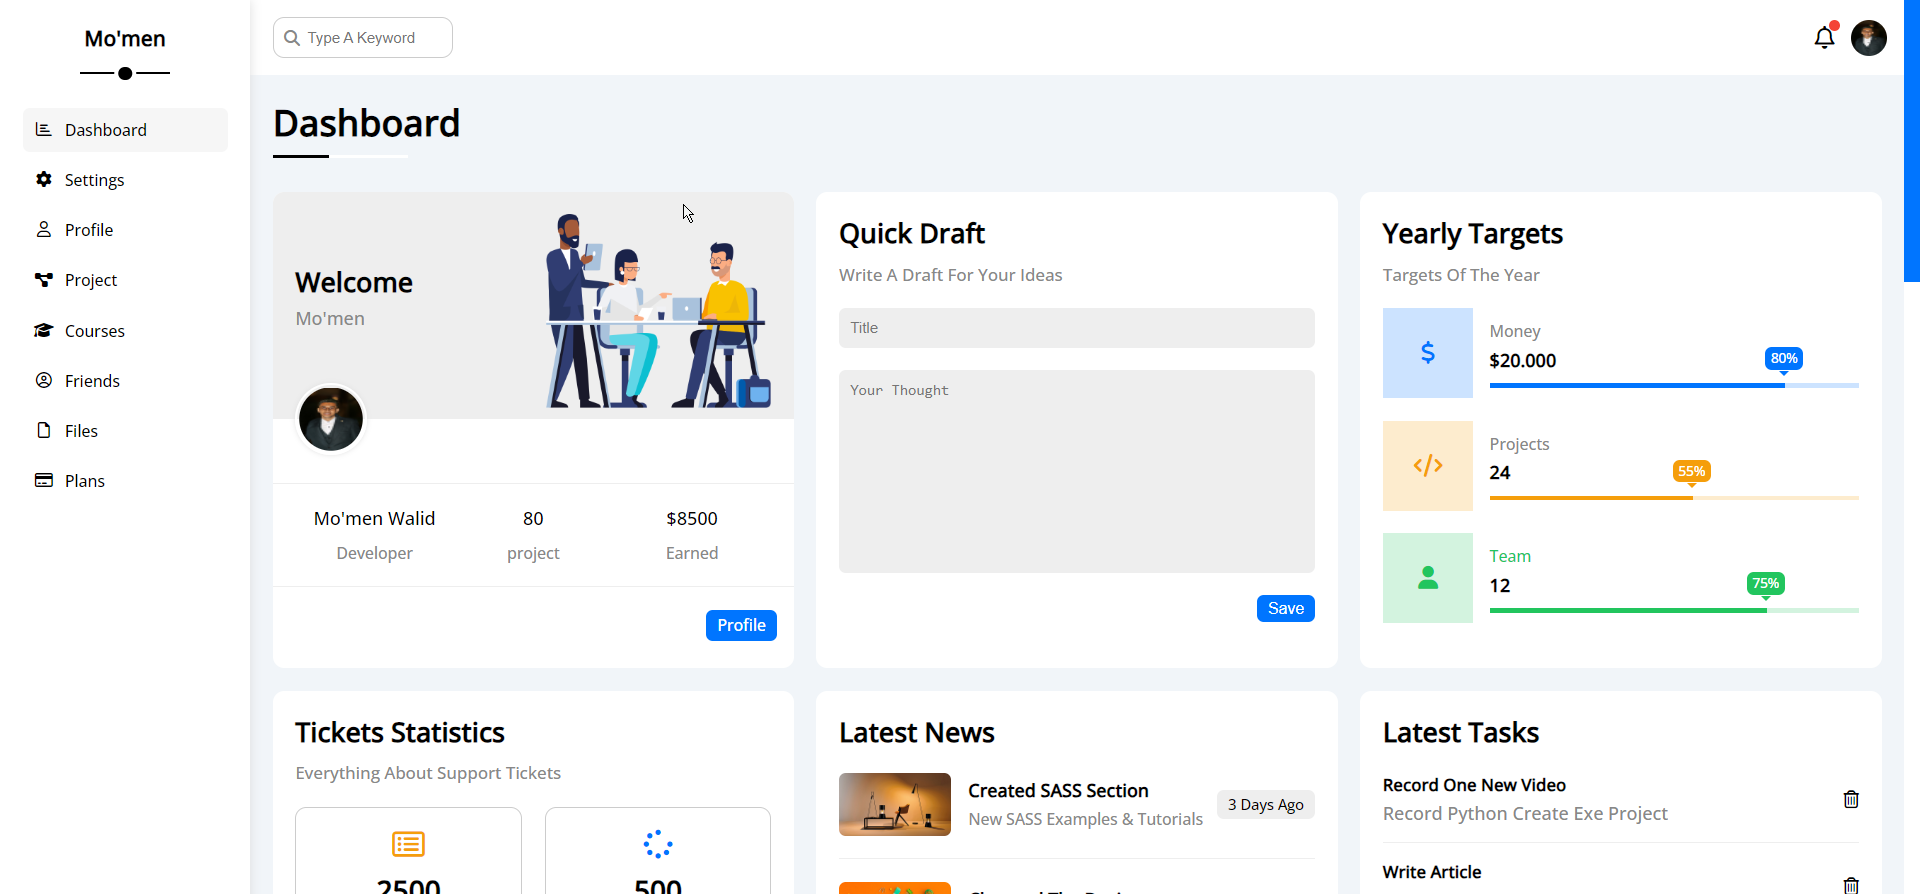 Mo'men
Dashboard
Settings
Profile
Project
Courses
Friends
Files
Plans
Type A Keyword
Dashboard
Welcome
Mo'men
Mo'men Walid
Developer
80
project
$8500
Earned
Profile
Quick Draft
Write A Draft For Your Ideas
Title
Your Thought
Save
Yearly Targets
Targets Of The Year
Money
$20.000
80%
Projects
24
55%
Team
12
75%
Tickets Statistics
Everything About Support Tickets
2500
500
Latest News
Created SASS Section
New SASS Examples & Tutorials
3 Days Ago
Latest Tasks
Record One New Video
Record Python Create Exe Project
Write Article